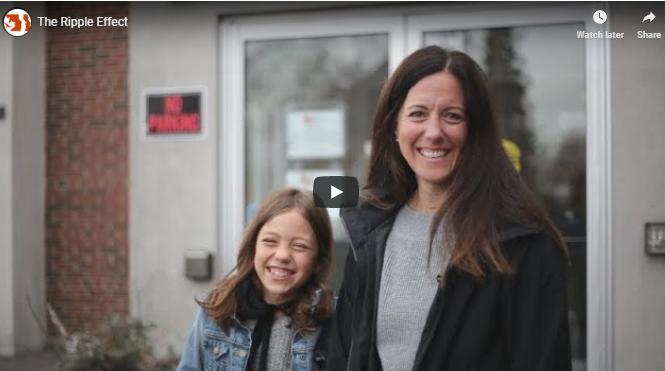 The Ripple Effect
Watch later
Share
NO
PARKING